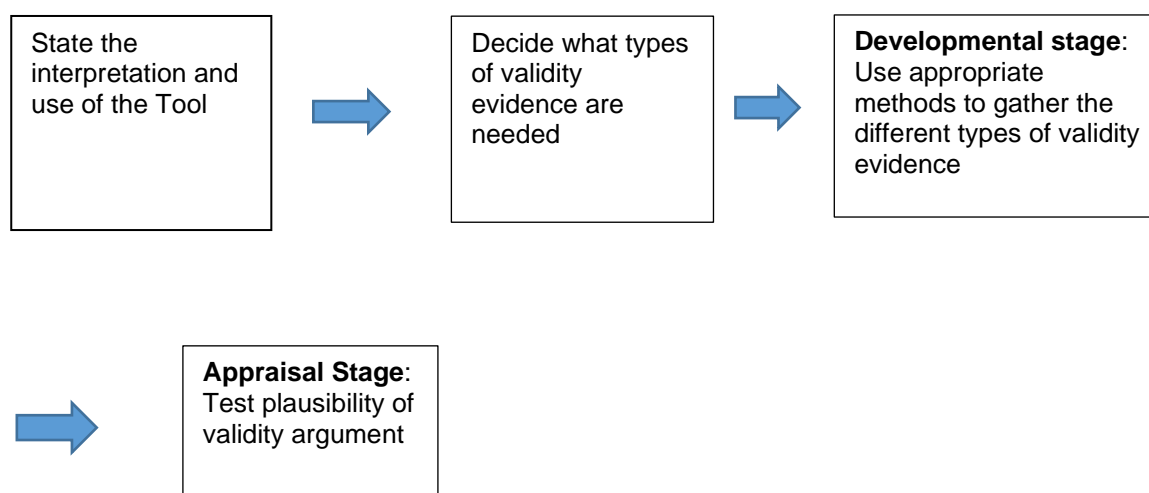 State the
interpretation and
use of the Tool
Decide what types
of validity
evidence are
needed
Developmental stage:
Use appropriate
methods to gather the
different types of validity
evidence
Appraisal Stage:
Test plausibility of
validity argument